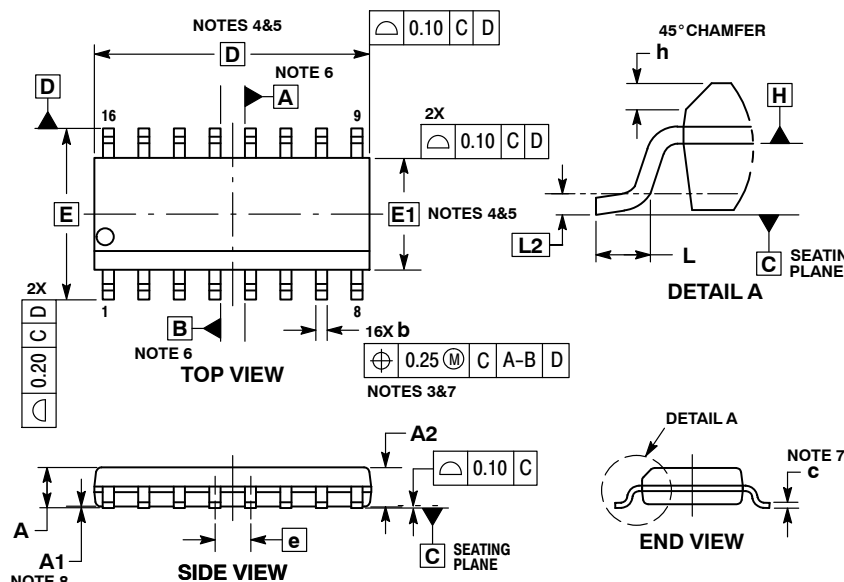 NOTES 4&5
D
0.10 C D
NOTE 6
D
A
16
9
2X
0.10 C D
E
E1
NOTES 4&5
2X
0.20 C D
1
8
B
NOTE 6
16X b
0.25 Ⓜ C A-B D
NOTES 3&7
TOP VIEW
45° CHAMFER
h
H
L2
L
C
SEATING
PLANE
DETAIL A
A2
0.10 C
A
A1
NOTE 8
e
C
SEATING
PLANE
SIDE VIEW
DETAIL A
NOTE 7
c
END VIEW